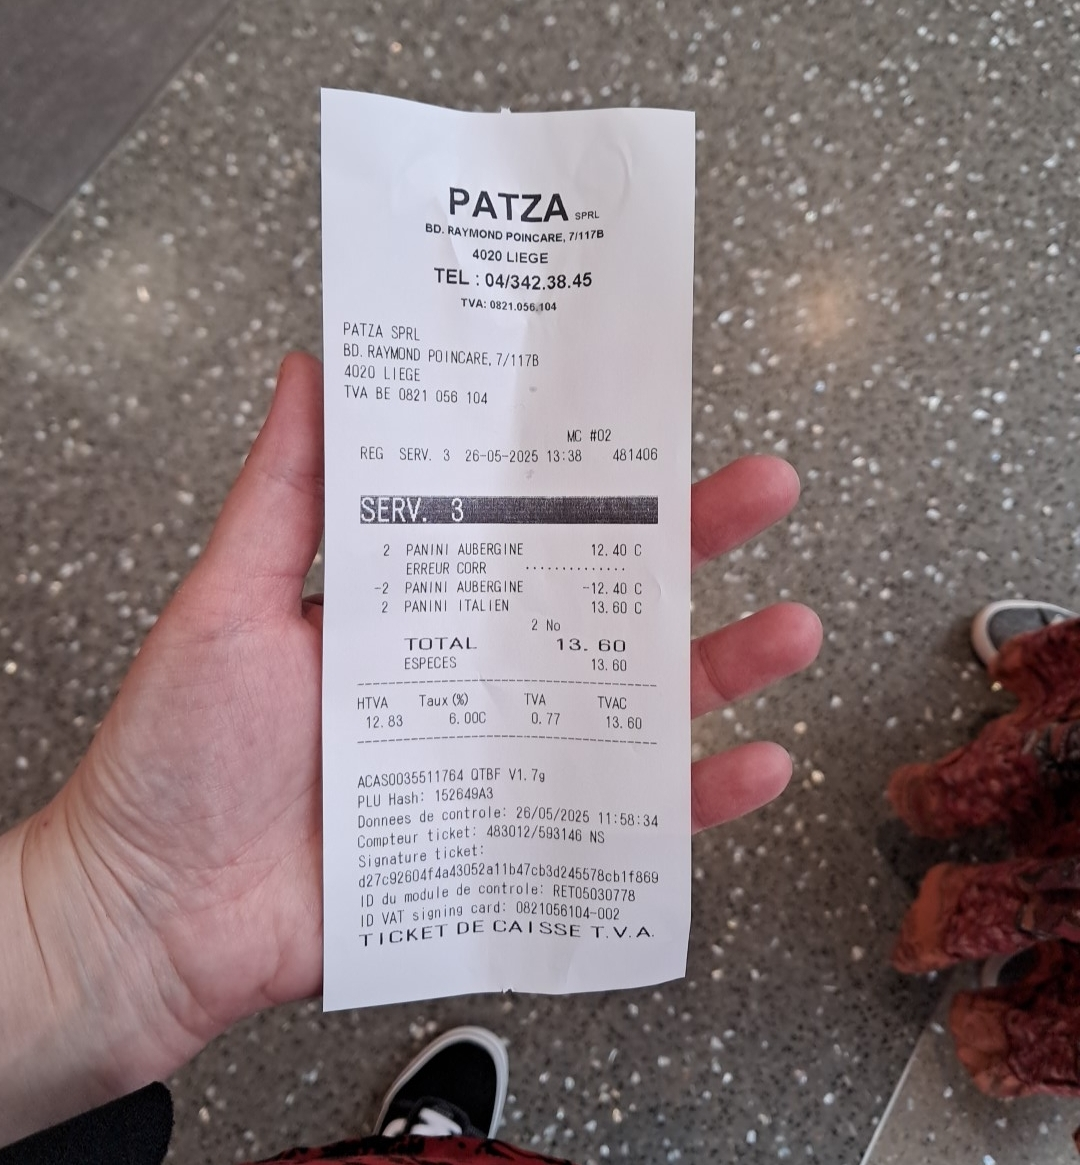 PATZA SPRL
BD. RAYMOND POINCARE, 7/117B
4020 LIEGE
TEL : 04/342.38.45
TVA: 0821.056.104
PATZA SPRL
BD. RAYMOND POINCARE, 7/117B
4020 LIEGE
TVA BE 0821 056 104
MC #02
REG SERV. 3 26-05-2025 13:38 481406
SERV. 3
2 PANINI AUBERGINE 12.40 C
ERREUR CORR ..............
-2 PANINI AUBERGINE -12.40 C
2 PANINI ITALIEN 13.60 C
2 No
TOTAL 13.60
ESPECES 13.60
HTVA Taux (%) TVA TVAC
12.83 6.00C 0.77 13.60
ACAS0035511764 QTBF V1.7g
PLU Hash: 152649A3
Donnees de controle: 26/05/2025 11:58:34
Compteur ticket: 483012/593146 NS
Signature ticket:
d27c92604f4a43052a11b47cb3d245578cb1f869
ID du module de controle: RET05030778
ID VAT signing card: 0821056104-002
TICKET DE CAISSE T.V.A.